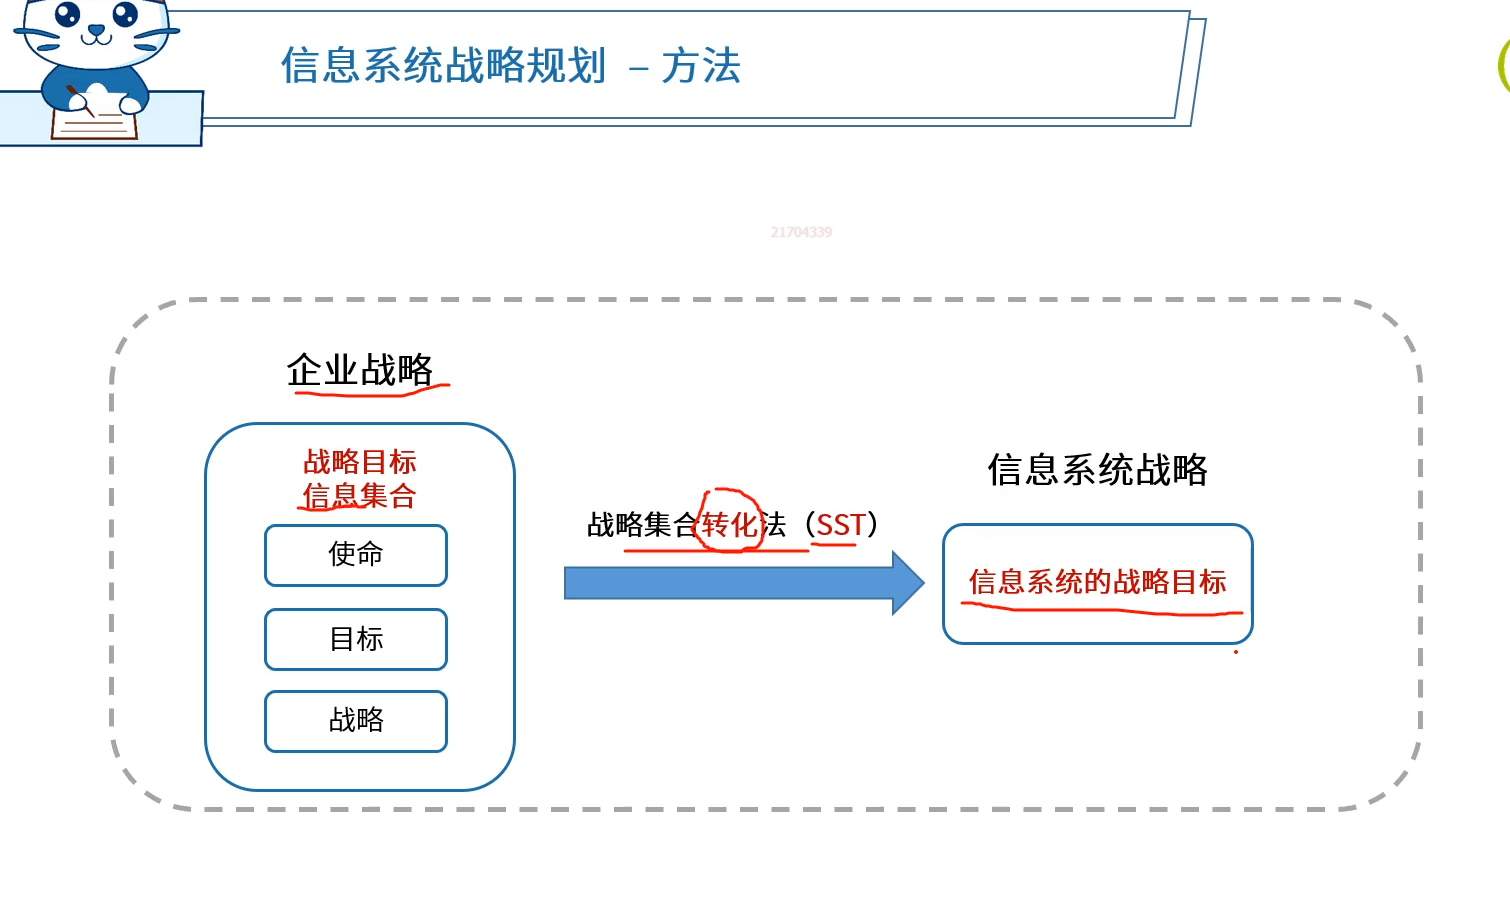 信息系统战略规划 – 方法
21704339
企业战略
战略目标
信息集合
使命
目标
战略
战略集合转化法（SST）
信息系统战略
信息系统的战略目标